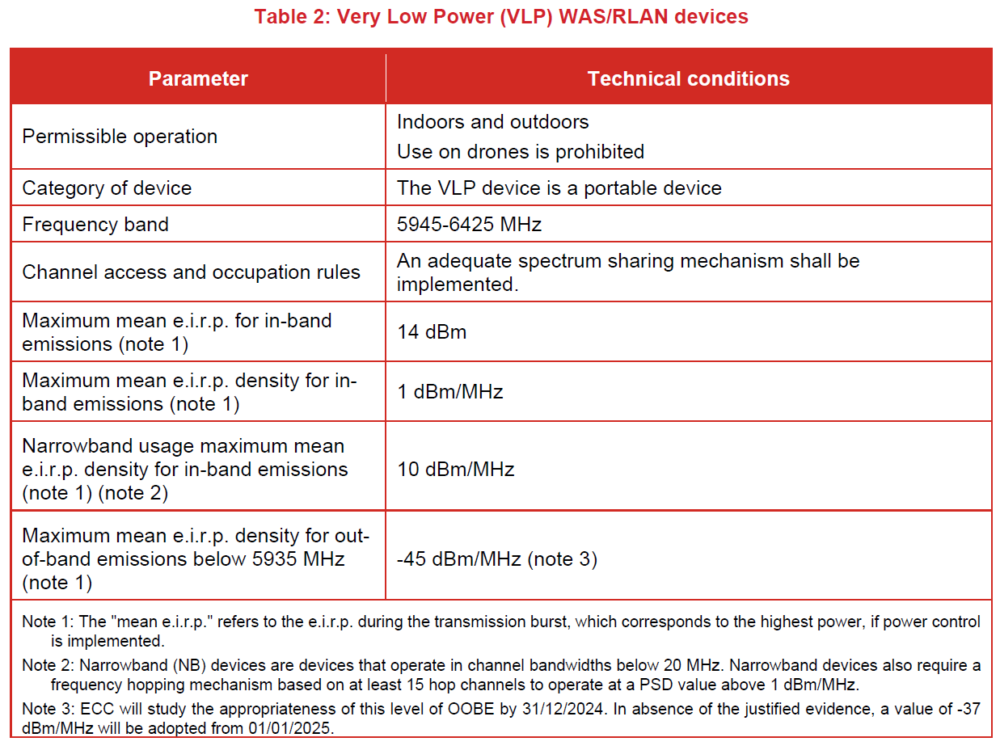 Table 2: Very Low Power (VLP) WAS/RLAN devices
Parameter
Technical conditions
Permissible operation
Indoors and outdoors
Use on drones is prohibited
Category of device
The VLP device is a portable device
Frequency band
5945-6425 MHz
Channel access and occupation rules
An adequate spectrum sharing mechanism shall be
implemented.
Maximum mean e.i.r.p. for in-band
emissions (note 1)
14 dBm
Maximum mean e.i.r.p. density for in-
band emissions (note 1)
1 dBm/MHz
Narrowband usage maximum mean
e.i.r.p. density for in-band emissions
(note 1) (note 2)
10 dBm/MHz
Maximum mean e.i.r.p. density for out-
of-band emissions below 5935 MHz
(note 1)
-45 dBm/MHz (note 3)
Note 1: The "mean e.i.r.p." refers to the e.i.r.p. during the transmission burst, which corresponds to the highest power, if power control
is implemented.
Note 2: Narrowband (NB) devices are devices that operate in channel bandwidths below 20 MHz. Narrowband devices also require a
frequency hopping mechanism based on at least 15 hop channels to operate at a PSD value above 1 dBm/MHz.
Note 3: ECC will study the appropriateness of this level of OOBE by 31/12/2024. In absence of the justified evidence, a value of -37
dBm/MHz will be adopted from 01/01/2025.